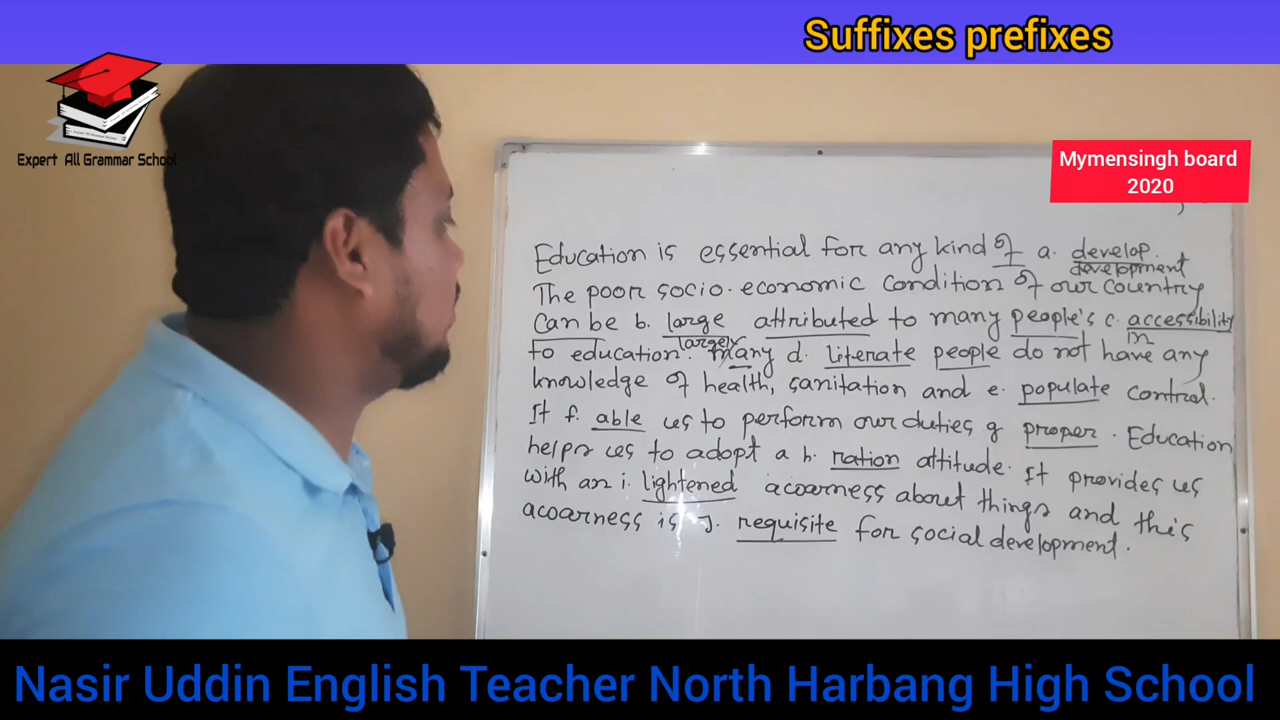 Suffixes prefixes
Expert All Grammar School
Mymensingh board
2020
Education is essential for any kind of a. develop.
development
The poor socio-economic condition of our country
can be b. large attributed to many people's c. accessibility
largely
in
to education. Many d. literate people do not have any
knowledge of health, sanitation and e. populate control.
It f. able us to perform our duties g proper. Education
helps us to adopt a h. ration attitude. It provides us
with an i. lightened awarness about things and this
awarness is j. requisite for social development.
Nasir Uddin English Teacher North Harbang High School